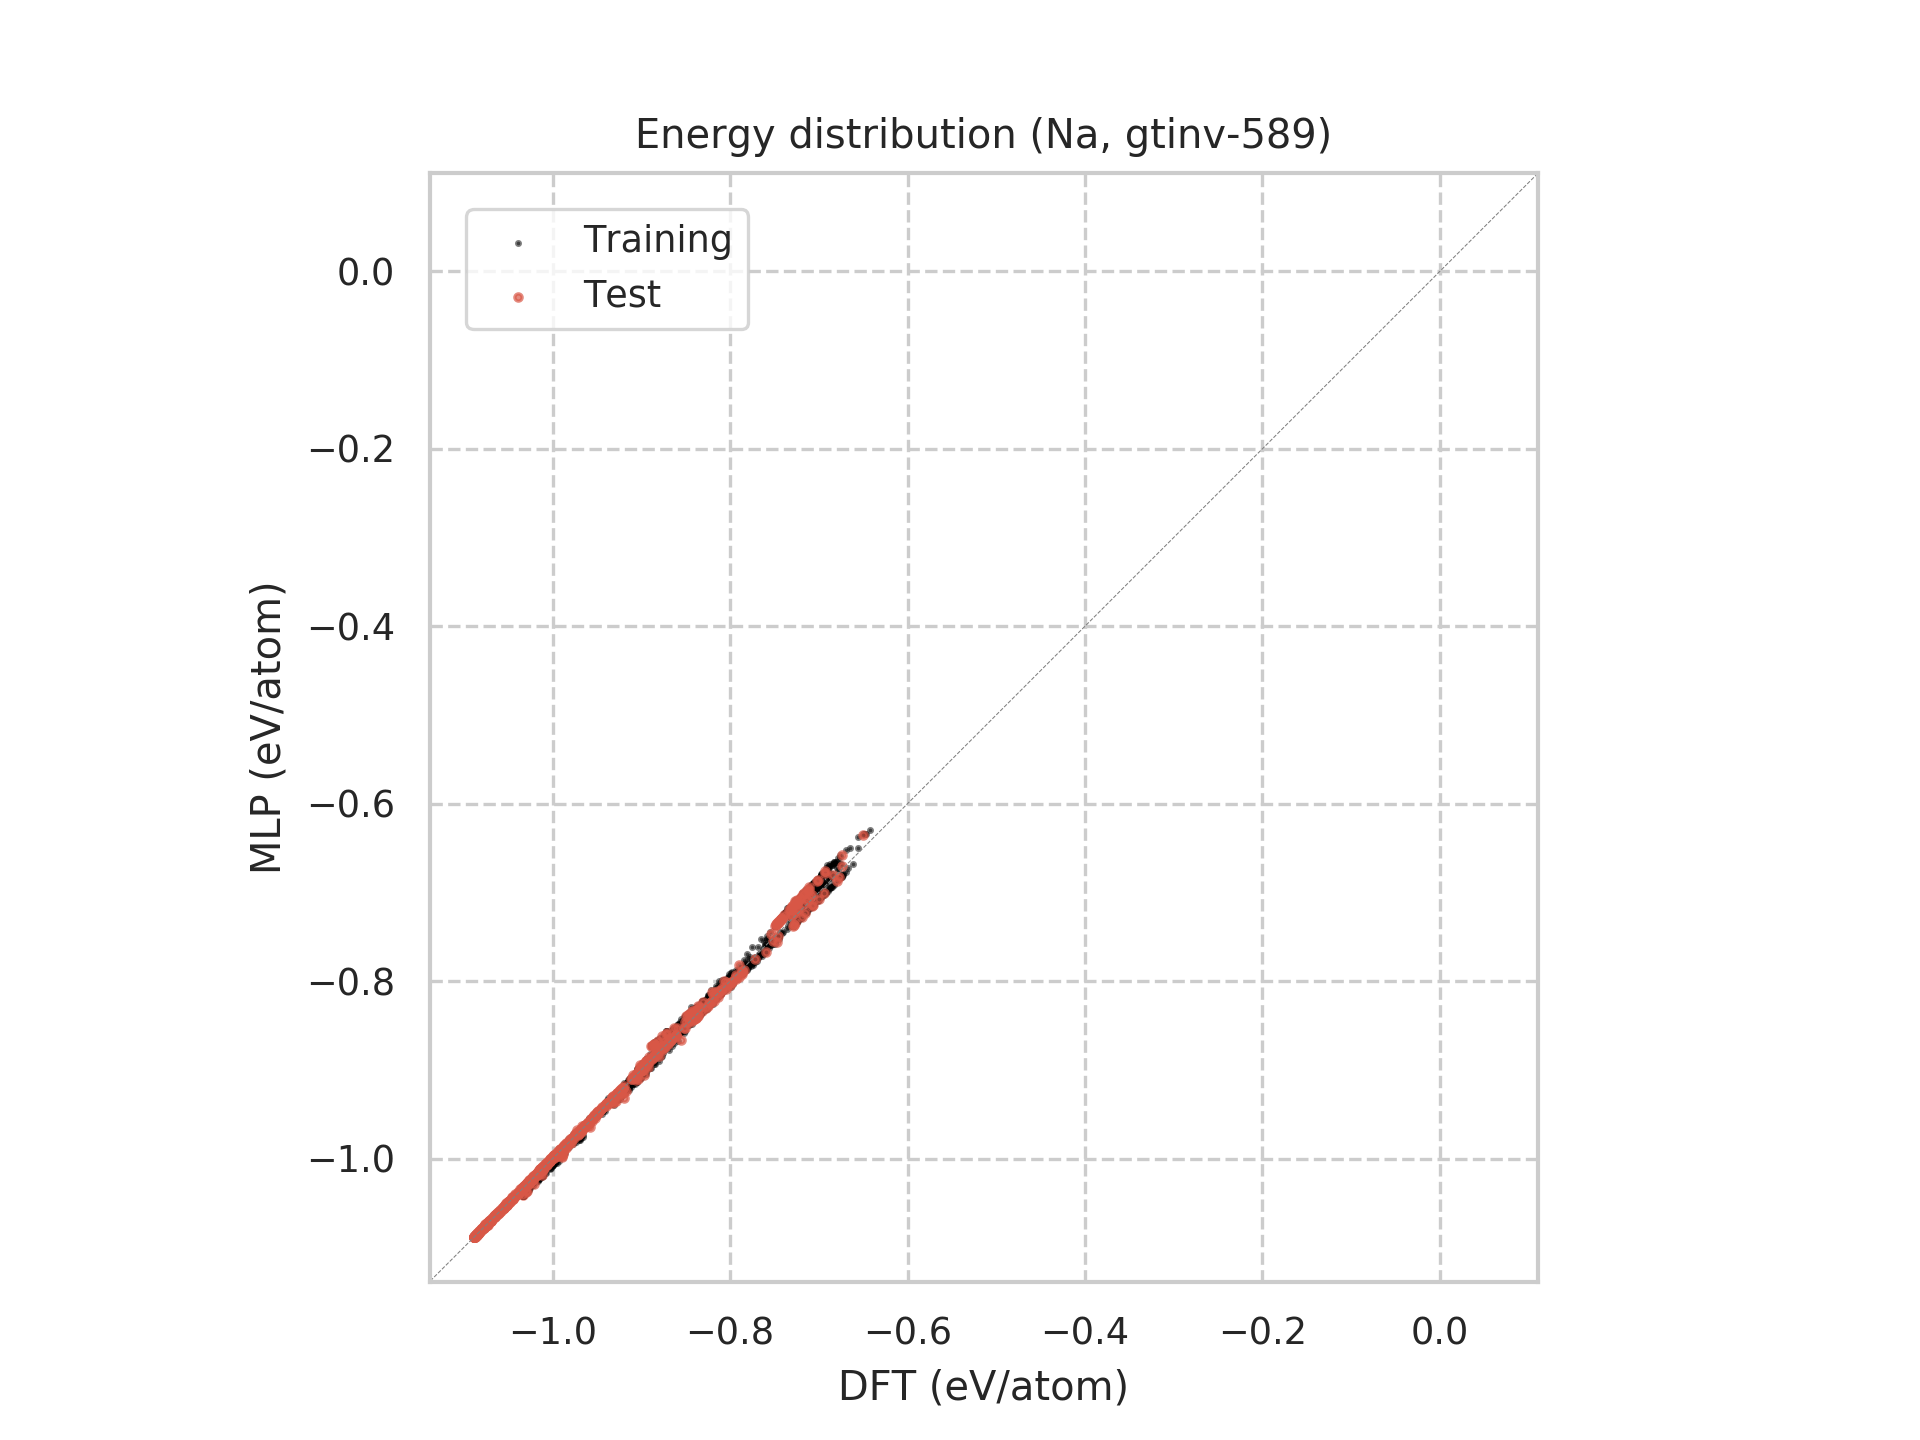 Energy distribution (Na, gtinv-589)
Training
Test
0.0
−0.2
−0.4
−0.6
−0.8
−1.0
MLP (eV/atom)
−1.0 −0.8 −0.6 −0.4 −0.2 0.0
DFT (eV/atom)